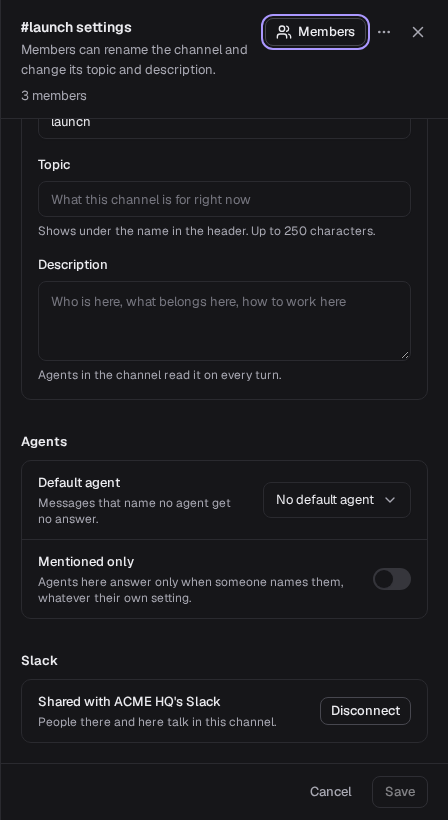 #launch settings
Members
Members can rename the channel and
change its topic and description.
3 members
launch
Topic
What this channel is for right now
Shows under the name in the header. Up to 250 characters.
Description
Who is here, what belongs here, how to work here
Agents in the channel read it on every turn.
Agents
Default agent
Messages that name no agent get
no answer.
No default agent
Mentioned only
Agents here answer only when someone names them,
whatever their own setting.
Slack
Shared with ACME HQ's Slack
People there and here talk in this channel.
Disconnect
Cancel
Save